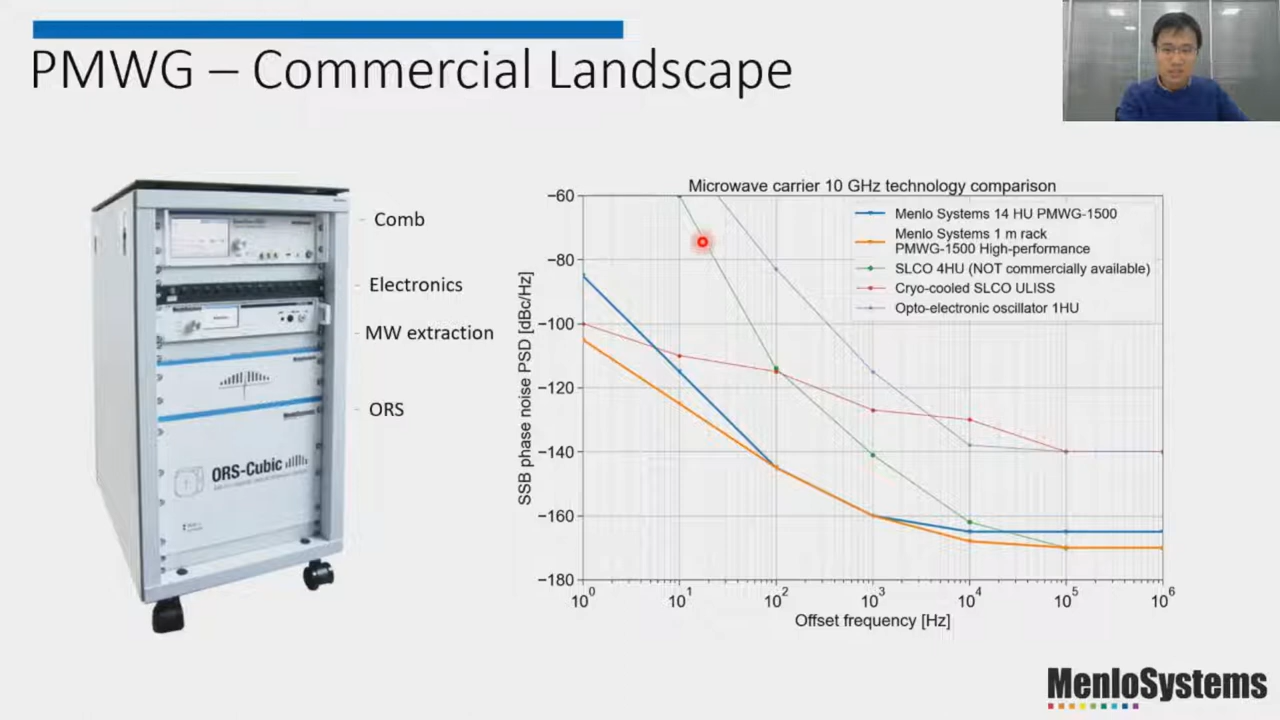 PMWG – Commercial Landscape
Comb
Electronics
MW extraction
ORS
ORS-Cubic
Microwave carrier 10 GHz technology comparison
Menlo Systems 14 HU PMWG-1500
Menlo Systems 1 m rack
PMWG-1500 High-performance
SLCO 4HU (NOT commercially available)
Cryo-cooled SLCO ULISS
Opto-electronic oscillator 1HU
SSB phase noise PSD [dBc/Hz]
−60
−80
−100
−120
−140
−160
−180
10⁰ 10¹ 10² 10³ 10⁴ 10⁵ 10⁶
Offset frequency [Hz]
MenloSystems